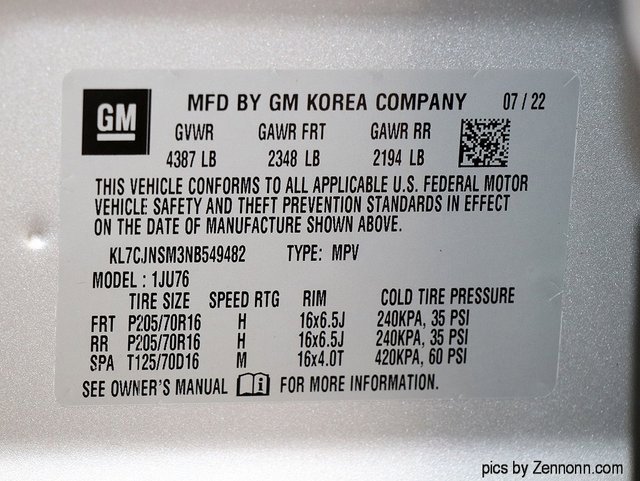 GM MFD BY GM KOREA COMPANY 07/22
GVWR GAWR FRT GAWR RR
4387 LB 2348 LB 2194 LB
THIS VEHICLE CONFORMS TO ALL APPLICABLE U.S. FEDERAL MOTOR
VEHICLE SAFETY AND THEFT PREVENTION STANDARDS IN EFFECT
ON THE DATE OF MANUFACTURE SHOWN ABOVE.
KL7CJNSM3NB549482 TYPE: MPV
MODEL : 1JU76
TIRE SIZE SPEED RTG RIM COLD TIRE PRESSURE
FRT P205/70R16 H 16x6.5J 240KPA, 35 PSI
RR P205/70R16 H 16x6.5J 240KPA, 35 PSI
SPA T125/70D16 M 16x4.0T 420KPA, 60 PSI
SEE OWNER'S MANUAL i FOR MORE INFORMATION.
pics by Zennonn.com